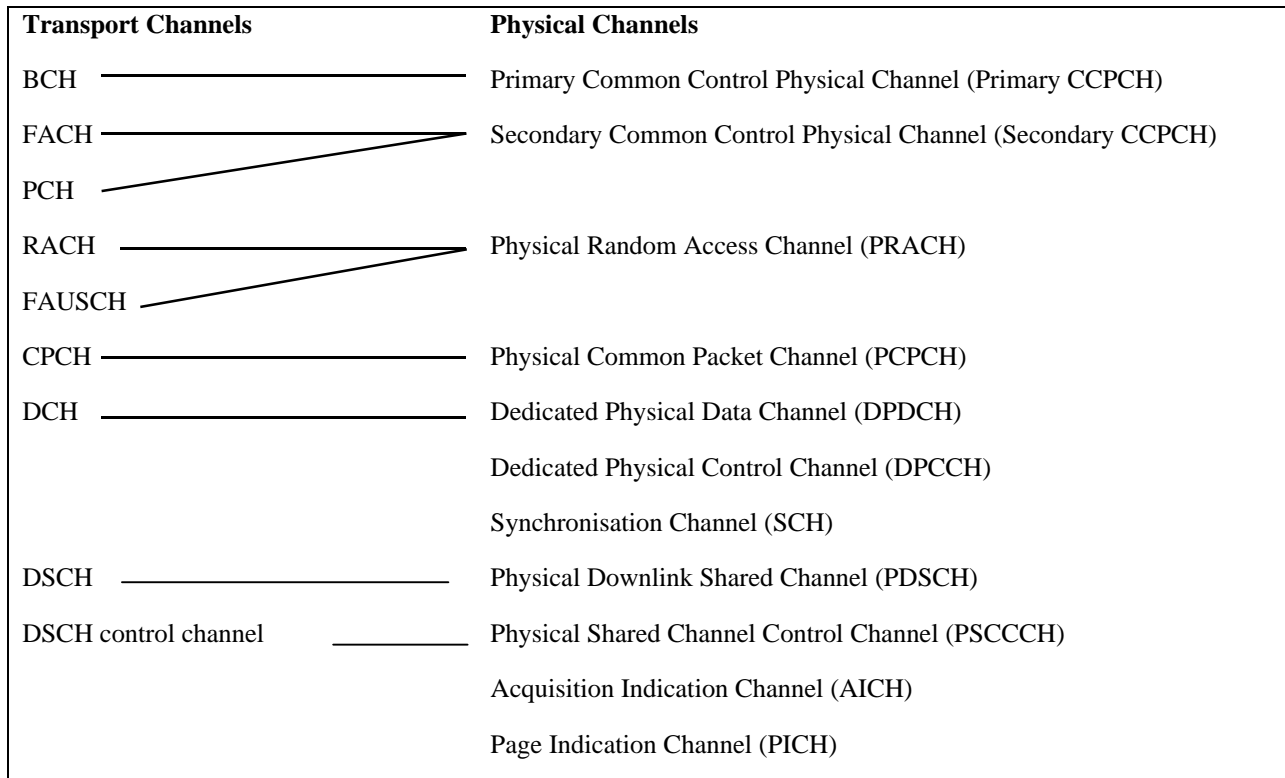 Transport Channels Physical Channels
BCH Primary Common Control Physical Channel (Primary CCPCH)
FACH Secondary Common Control Physical Channel (Secondary CCPCH)
PCH
RACH Physical Random Access Channel (PRACH)
FAUSCH
CPCH Physical Common Packet Channel (PCPCH)
DCH Dedicated Physical Data Channel (DPDCH)
Dedicated Physical Control Channel (DPCCH)
Synchronisation Channel (SCH)
DSCH Physical Downlink Shared Channel (PDSCH)
DSCH control channel Physical Shared Channel Control Channel (PSCCCH)
Acquisition Indication Channel (AICH)
Page Indication Channel (PICH)